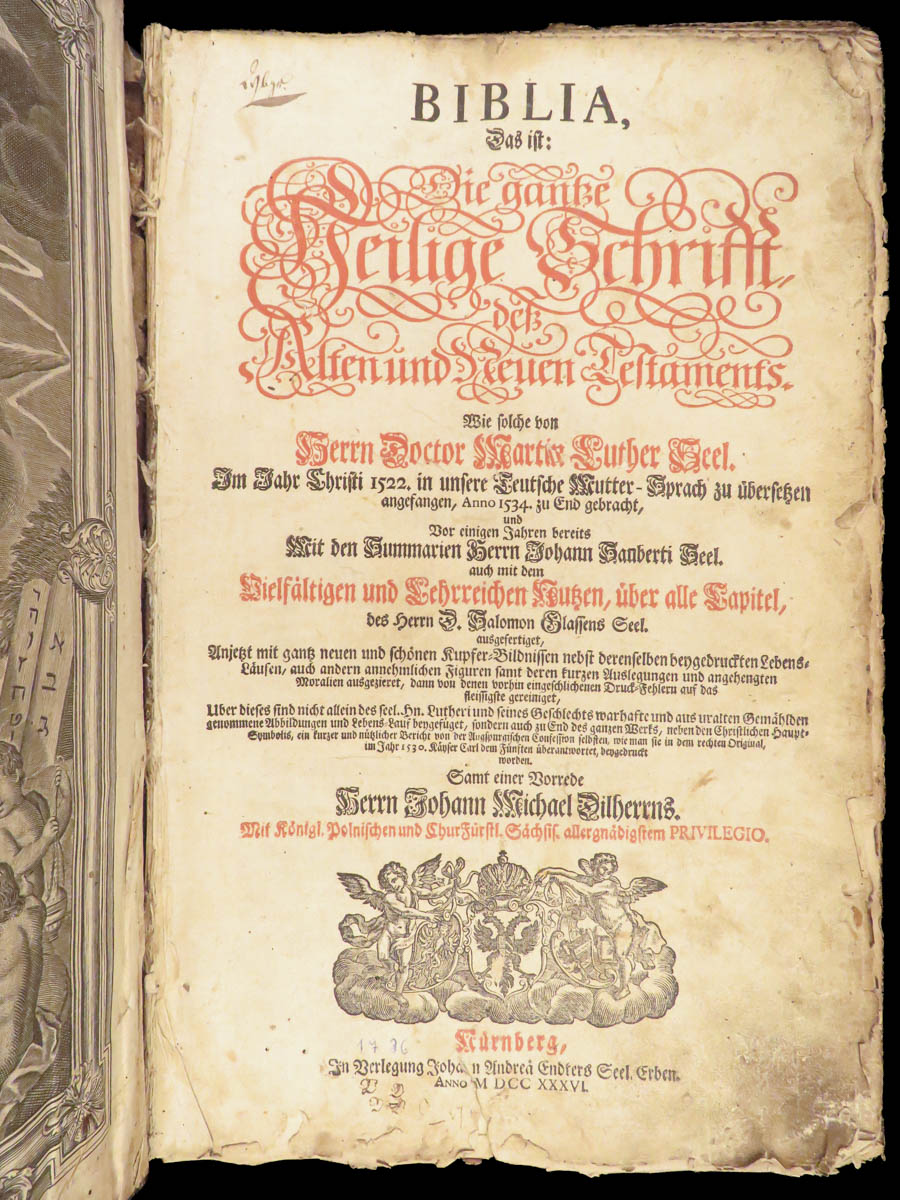 BIBLIA,
Das ist:
Die gantze
Heilige Schrifft,
deß
Alten und Neuen Testaments.
Wie solche von
Herrn Doctor Martin Luther Seel.
Im Jahr Christi 1522. in unsere Teutsche Mutter-Sprach zu übersetzen
angefangen, Anno 1534. zu End gebracht,
und
Vor einigen Jahren bereits
Mit den Summarien Herrn Johann Sauberti Seel.
auch mit dem
Vielfältigen und Lehrreichen Nutzen, über alle Capitel,
des Herrn D. Salomon Glassens Seel.
ausgefertiget,
Anjetzt mit gantz neuen und schönen Kupfer-Bildnissen nebst derenselben beygedruckten Lebens-
Läufen, auch andern annehmlichen Figuren samt deren kurzen Auslegungen und angehengten
Moralien ausgezieret, dann von denen vorhin eingeschlichenen Druck-Fehlern auf das
fleissigste gereiniget,
Uber dieses sind nicht allein des seel. Hn. Lutheri und seines Geschlechts warhafte und aus uralten Gemählden
genommene Abbildungen und Lebens-Lauf beygefüget, sondern auch zu End des ganzen Werks, neben den Christlichen Haupt-
Symbolis, ein kurzer und nützlicher Bericht von der Augspurgischen Confession selbsten, wie man sie in dem rechten Original,
im Jahr 1530. Käyser Carl dem Fünften überantwortet, beygedruckt
worden.
Samt einer Vorrede
Herrn Johann Michael Dilherrns.
Mit Königl. Polnischen und ChurFürstl. Sächsis. allergnädigstem PRIVILEGIO.
Nürnberg,
1736
In Verlegung Johann Andreä Endters Seel. Erben.
ANNO M DCC XXXVI.